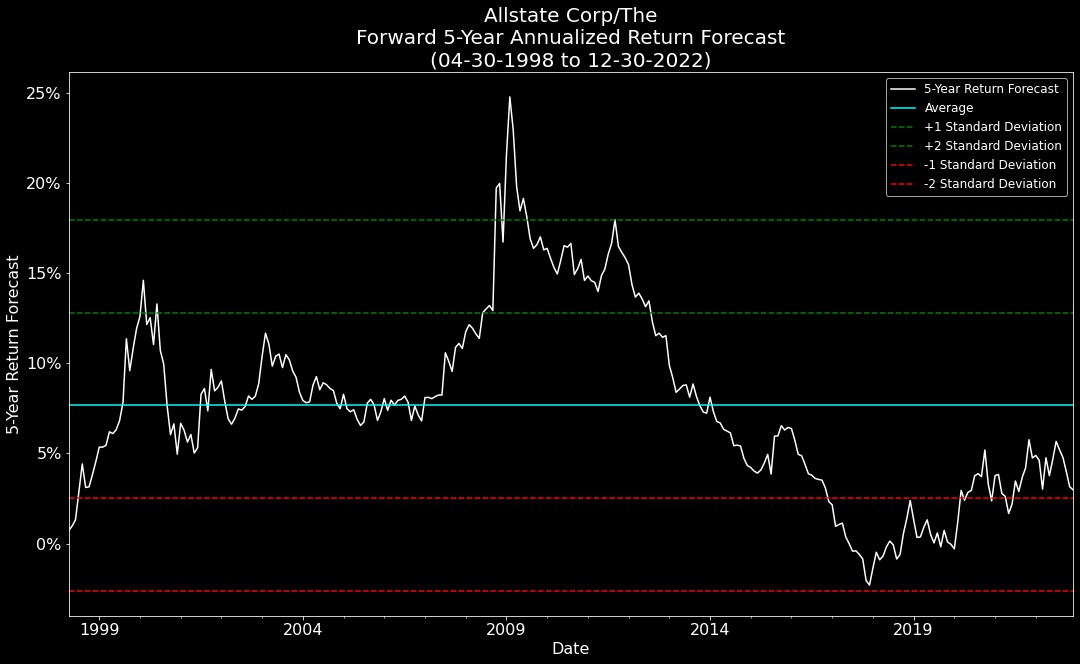 Allstate Corp/The
Forward 5-Year Annualized Return Forecast
(04-30-1998 to 12-30-2022)
5-Year Return Forecast
Average
+1 Standard Deviation
+2 Standard Deviation
-1 Standard Deviation
-2 Standard Deviation
25%
20%
15%
10%
5%
0%
5-Year Return Forecast
1999
2004
2009
2014
2019
Date